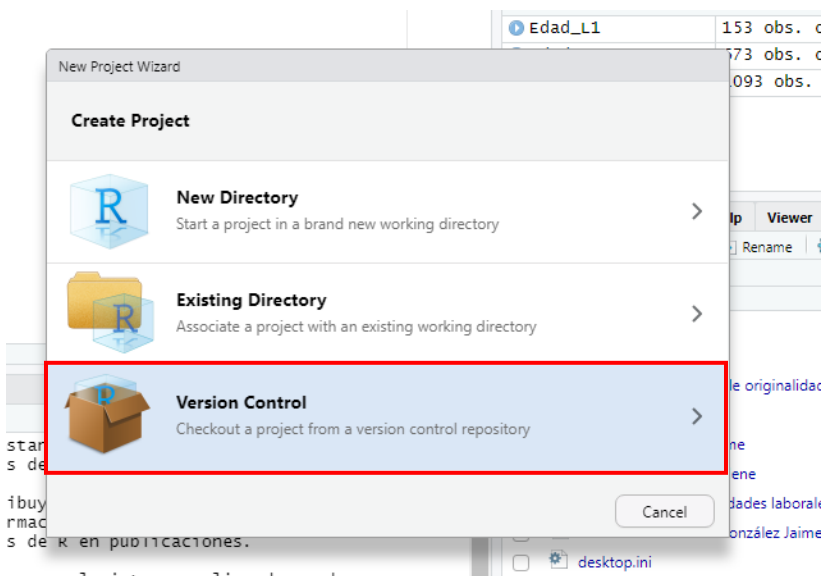 Edad_L1 153 obs. o
573 obs. o
1093 obs.
New Project Wizard
Create Project
R
New Directory
Start a project in a brand new working directory
lp Viewer
Rename
R
Existing Directory
Associate a project with an existing working directory
R
Version Control
Checkout a project from a version control repository
le originalidad
star
me
s de
ene
ibuy
dades laborale
rmac
Cancel
onzález Jaime
s de R en publicaciones.
desktop.ini